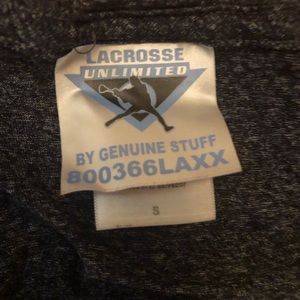 LACROSSE
UNLIMITED
BY GENUINE STUFF
800366LAXX
S